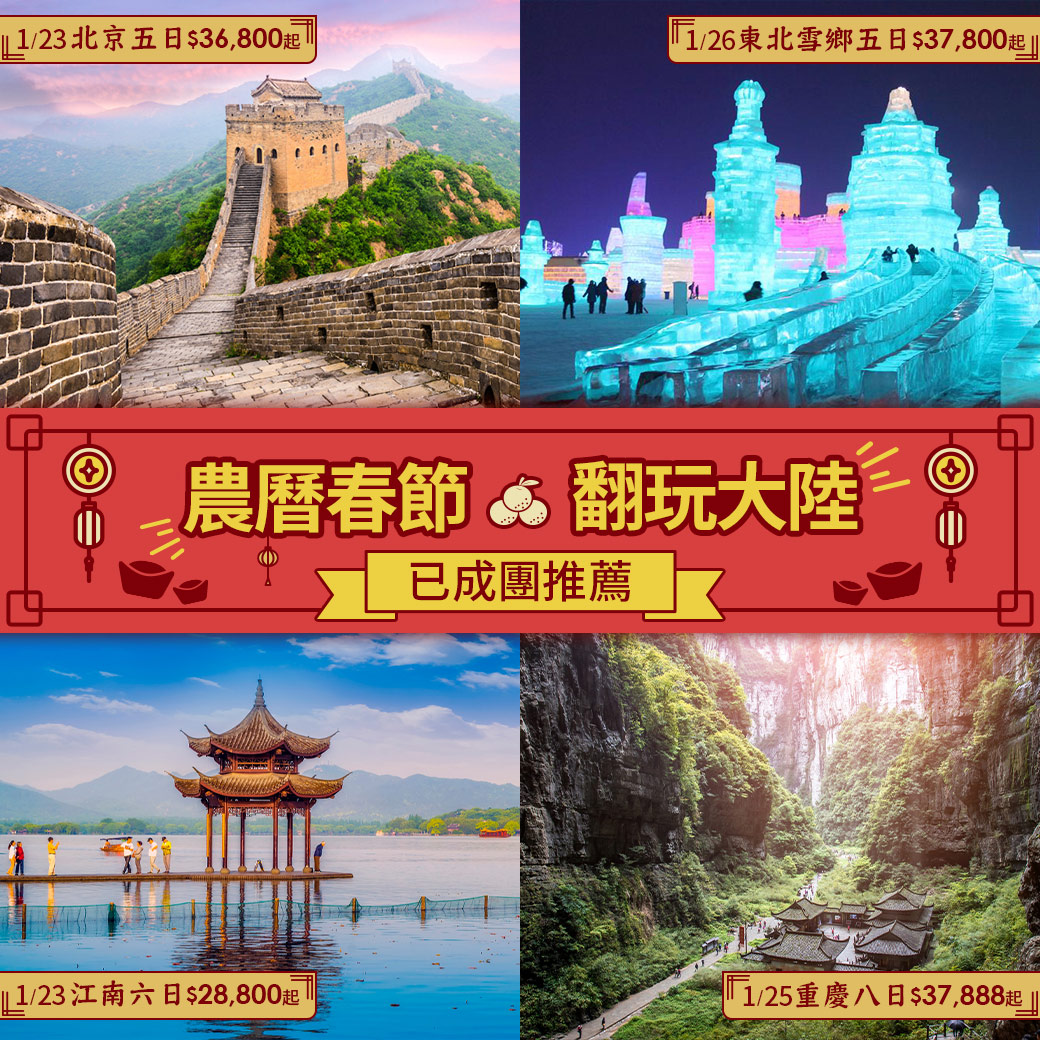 1/23北京五日$36,800起
1/26東北雪鄉五日$37,800起
農曆春節 翻玩大陸
已成團推薦
1/23江南六日$28,800起
1/25重慶八日$37,888起